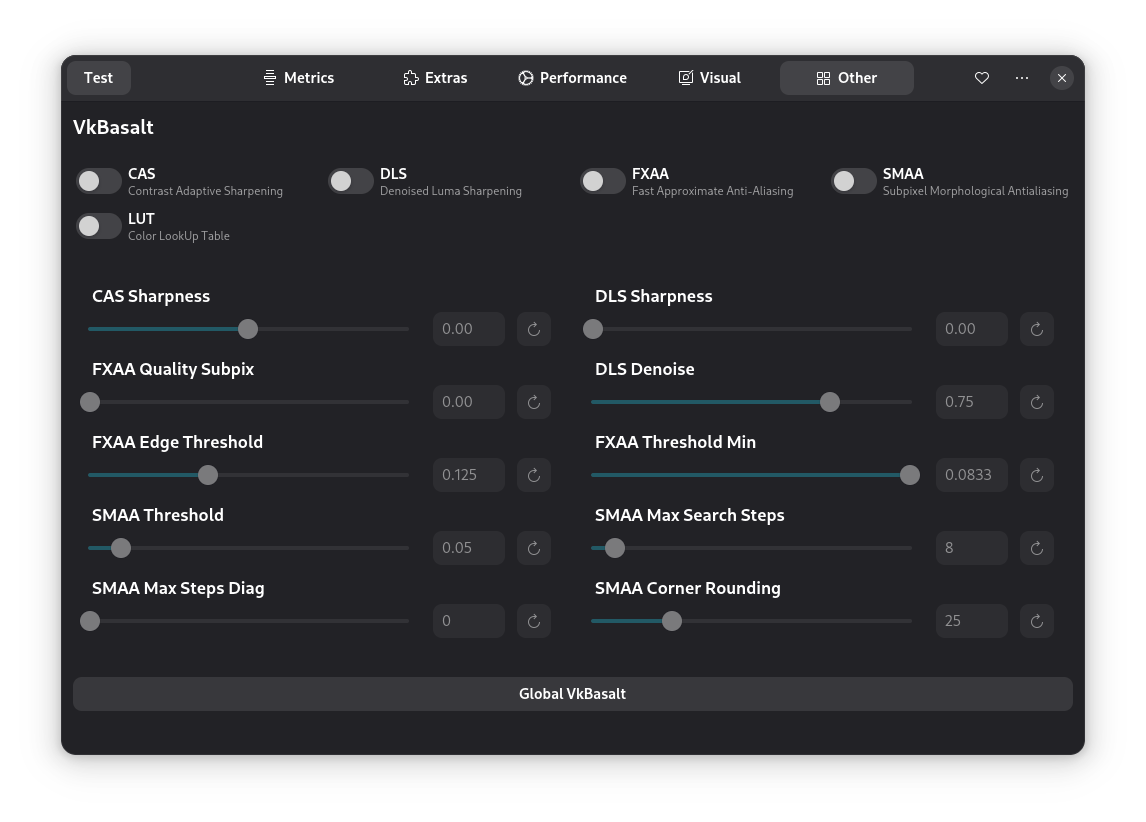 Test Metrics Extras Performance Visual Other
VkBasalt
CAS DLS FXAA SMAA
Contrast Adaptive Sharpening Denoised Luma Sharpening Fast Approximate Anti-Aliasing Subpixel Morphological Antialiasing
LUT
Color LookUp Table
CAS Sharpness DLS Sharpness
0.00 0.00
FXAA Quality Subpix DLS Denoise
0.00 0.75
FXAA Edge Threshold FXAA Threshold Min
0.125 0.0833
SMAA Threshold SMAA Max Search Steps
0.05 8
SMAA Max Steps Diag SMAA Corner Rounding
0 25
Global VkBasalt